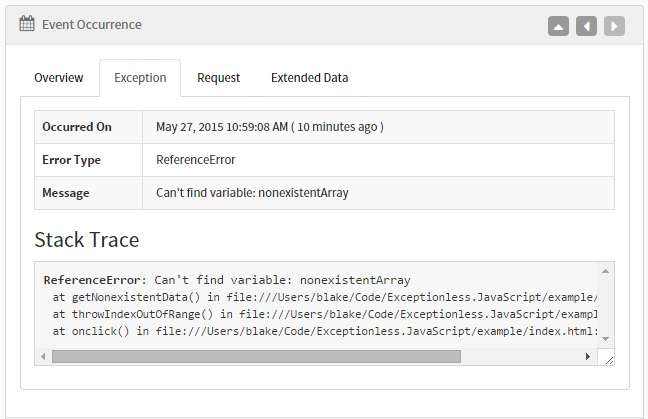 Event Occurrence
Overview Exception Request Extended Data
Occurred On May 27, 2015 10:59:08 AM ( 10 minutes ago )
Error Type ReferenceError
Message Can't find variable: nonexistentArray
Stack Trace
ReferenceError: Can't find variable: nonexistentArray
at getNonexistentData() in file:///Users/blake/Code/Exceptionless.JavaScript/example/
at throwIndexOutOfRange() in file:///Users/blake/Code/Exceptionless.JavaScript/exampl
at onclick() in file:///Users/blake/Code/Exceptionless.JavaScript/example/index.html: